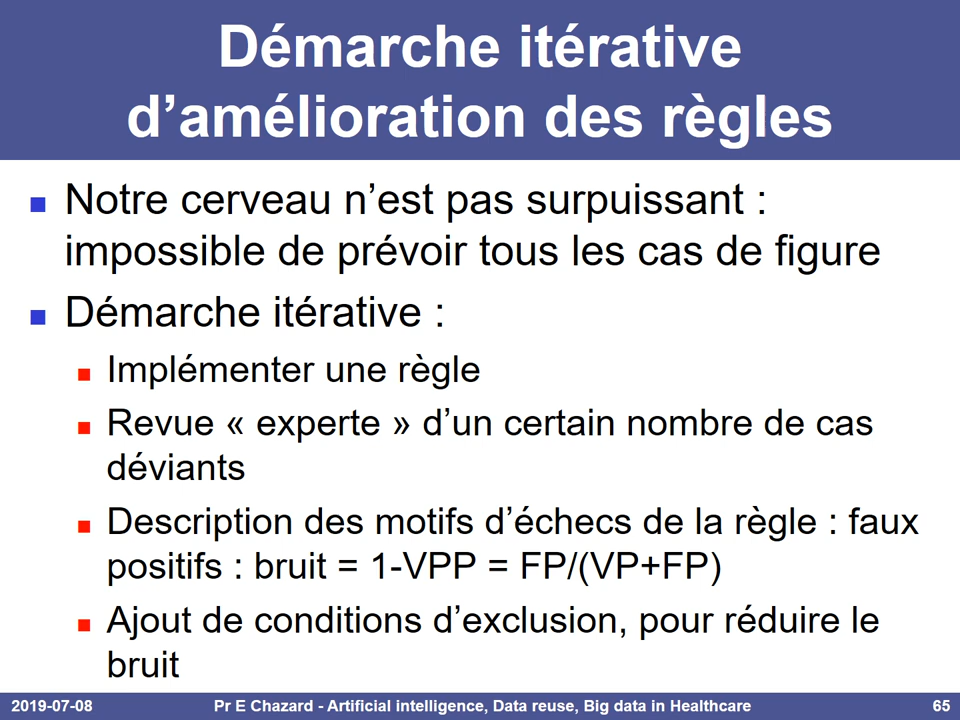 Démarche itérative
d’amélioration des règles
Notre cerveau n’est pas surpuissant :
impossible de prévoir tous les cas de figure
Démarche itérative :
Implémenter une règle
Revue « experte » d’un certain nombre de cas
déviants
Description des motifs d’échecs de la règle : faux
positifs : bruit = 1-VPP = FP/(VP+FP)
Ajout de conditions d’exclusion, pour réduire le
bruit
2019-07-08 Pr E Chazard - Artificial intelligence, Data reuse, Big data in Healthcare 65